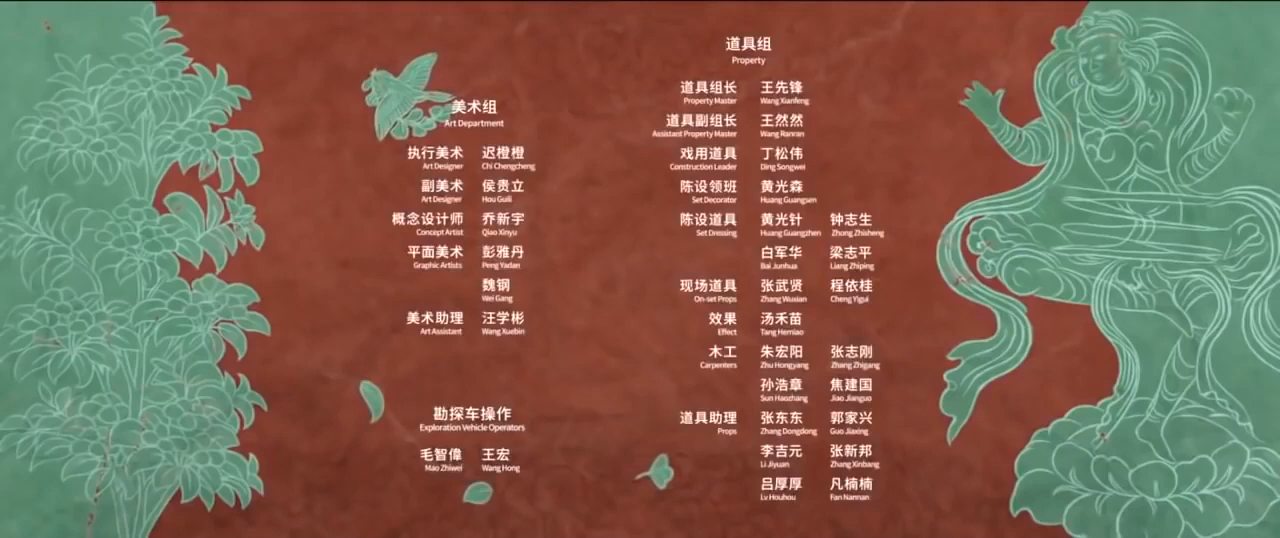 美术组
Art Department
执行美术 迟橙橙
Art Designer Chi Chengcheng
副美术 侯贵立
Art Designer Hou Guili
概念设计师 乔新宇
Concept Artist Qiao Xinyu
平面美术 彭雅丹
Graphic Artists Peng Yadan
魏钢
Wei Gang
美术助理 汪学彬
Art Assistant Wang Xuebin
勘探车操作
Exploration Vehicle Operators
毛智偉 王宏
Mao Zhiwei Wang Hong
道具组
Property
道具组长 王先锋
Property Master Wang Xianfeng
道具副组长 王然然
Assistant Property Master Wang Ranran
戏用道具 丁松伟
Construction Leader Ding Songwei
陈设领班 黄光森
Set Decorator Huang Guangsen
陈设道具 黄光针 钟志生
Set Dressing Huang Guangzhen Zhong Zhisheng
白军华 梁志平
Bai Junhua Liang Zhiping
现场道具 张武贤 程依桂
On-set Props Zhang Wuxian Cheng Yigui
效果 汤禾苗
Effect Tang Hemiao
木工 朱宏阳 张志刚
Carpenters Zhu Hongyang Zhang Zhigang
孙浩章 焦建国
Sun Haozhang Jiao Jianguo
道具助理 张东东 郭家兴
Props Zhang Dongdong Guo Jiaxing
李吉元 张新邦
Li Jiyuan Zhang Xinbang
吕厚厚 凡楠楠
Lv Houhou Fan Nannan